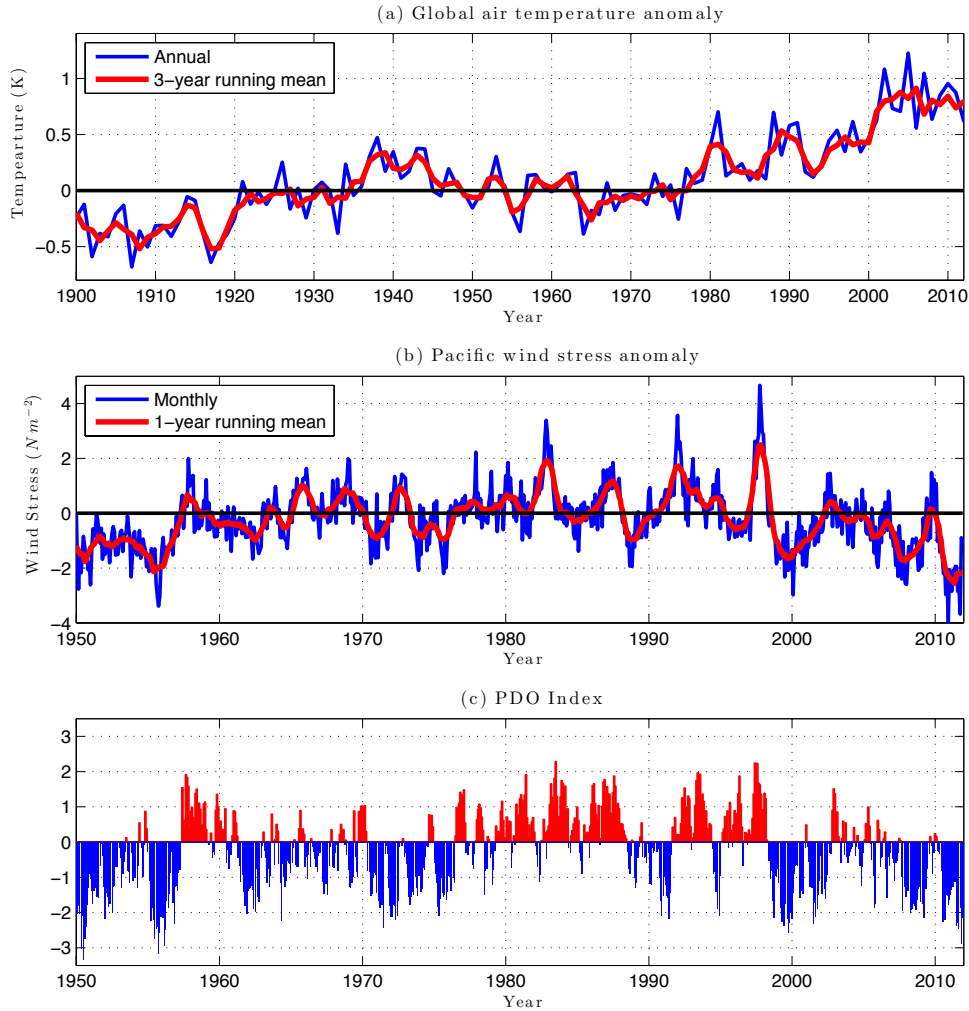 (a) Global air temperature anomaly
Tempearture (K)
Annual
3−year running mean
1
0.5
0
−0.5
1900 1910 1920 1930 1940 1950 1960 1970 1980 1990 2000 2010
Year
(b) Pacific wind stress anomaly
Wind Stress (N m⁻²)
Monthly
1−year running mean
4
2
0
−2
−4
1950 1960 1970 1980 1990 2000 2010
Year
(c) PDO Index
3
2
1
0
−1
−2
−3
1950 1960 1970 1980 1990 2000 2010
Year